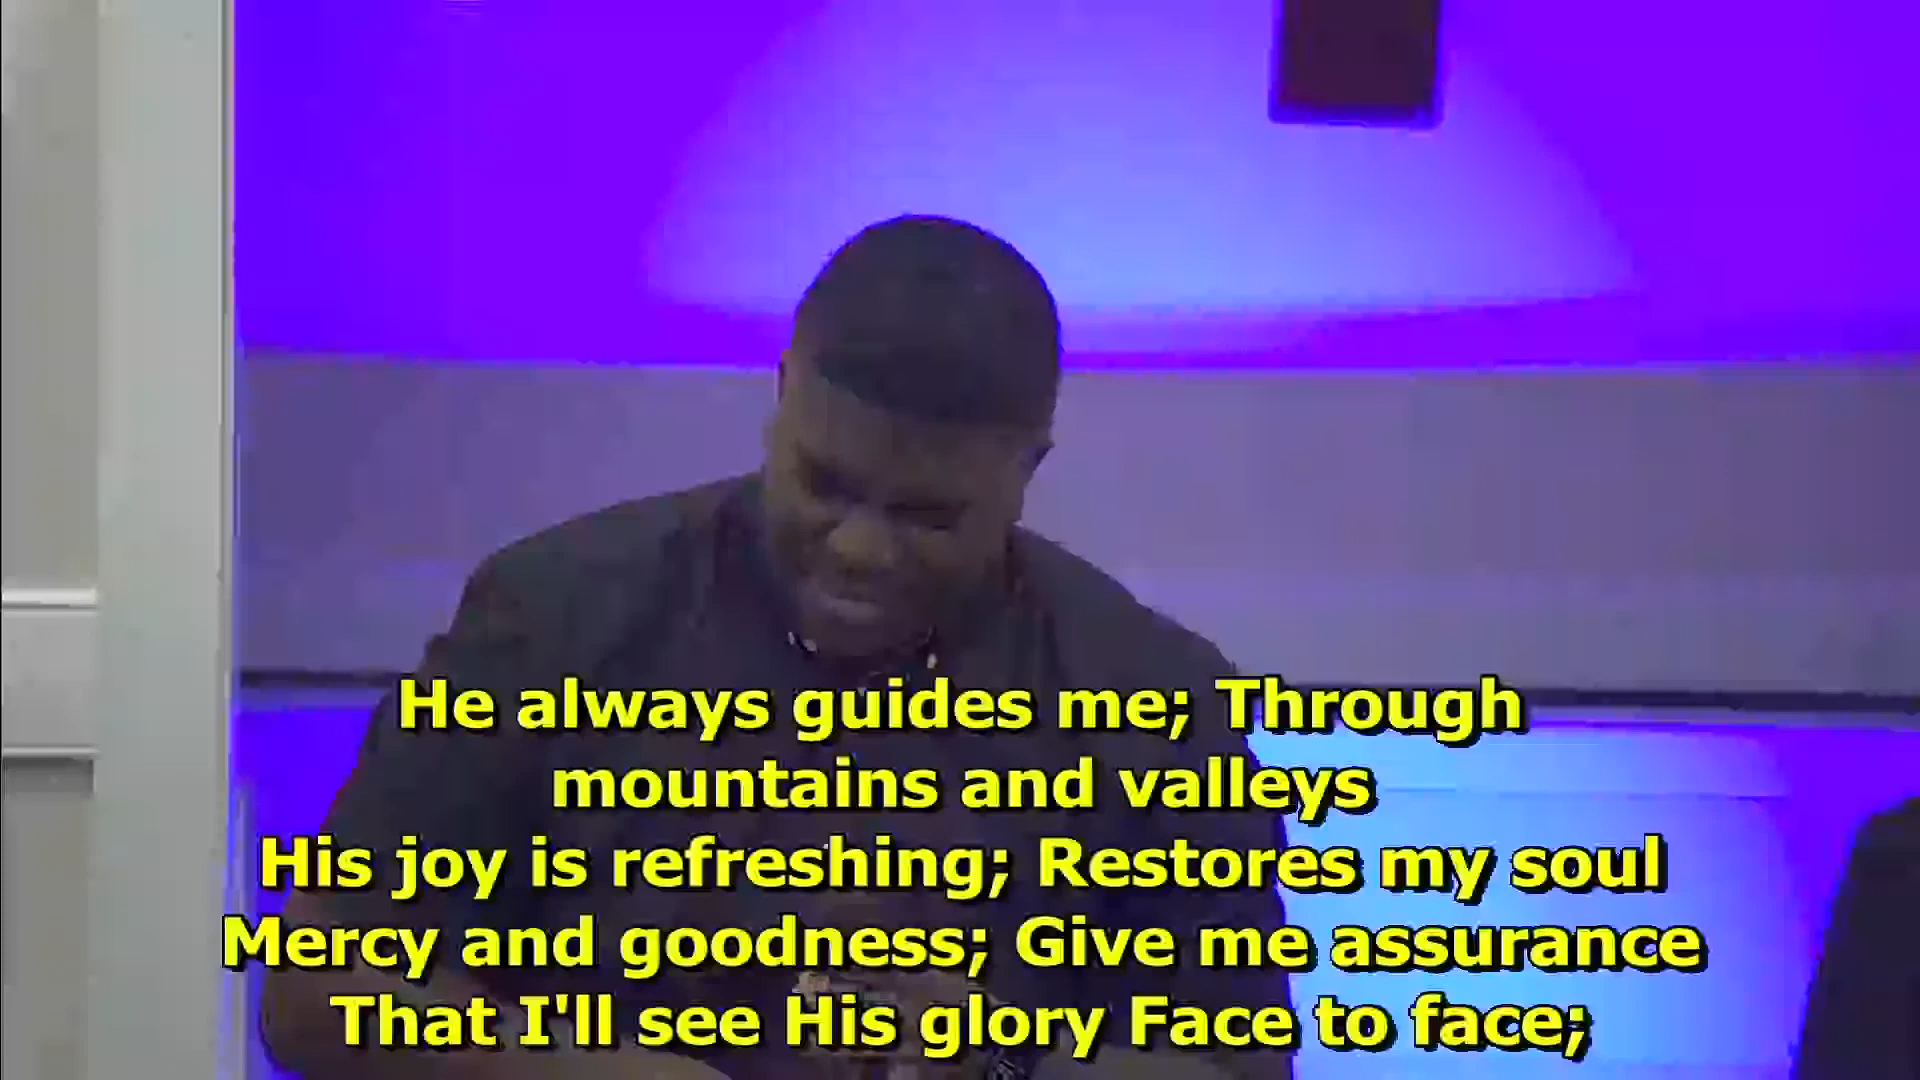 He always guides me; Through
mountains and valleys
His joy is refreshing; Restores my soul
Mercy and goodness; Give me assurance
That I'll see His glory Face to face;